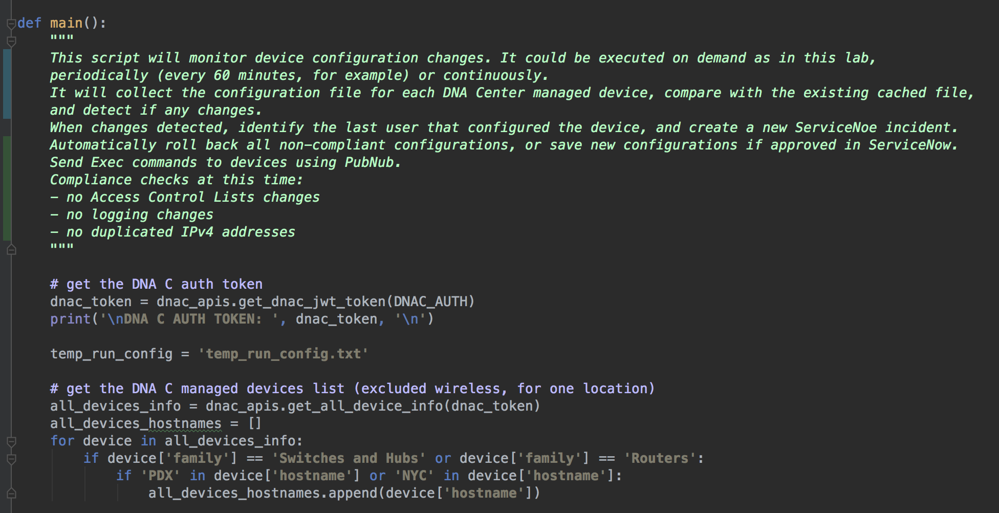 def main():
    """
    This script will monitor device configuration changes. It could be executed on demand as in this lab,
    periodically (every 60 minutes, for example) or continuously.
    It will collect the configuration file for each DNA Center managed device, compare with the existing cached file,
    and detect if any changes.
    When changes detected, identify the last user that configured the device, and create a new ServiceNoe incident.
    Automatically roll back all non-compliant configurations, or save new configurations if approved in ServiceNow.
    Send Exec commands to devices using PubNub.
    Compliance checks at this time:
    - no Access Control Lists changes
    - no logging changes
    - no duplicated IPv4 addresses
    """

    # get the DNA C auth token
    dnac_token = dnac_apis.get_dnac_jwt_token(DNAC_AUTH)
    print('\nDNA C AUTH TOKEN: ', dnac_token, '\n')

    temp_run_config = 'temp_run_config.txt'

    # get the DNA C managed devices list (excluded wireless, for one location)
    all_devices_info = dnac_apis.get_all_device_info(dnac_token)
    all_devices_hostnames = []
    for device in all_devices_info:
        if device['family'] == 'Switches and Hubs' or device['family'] == 'Routers':
            if 'PDX' in device['hostname'] or 'NYC' in device['hostname']:
                all_devices_hostnames.append(device['hostname'])